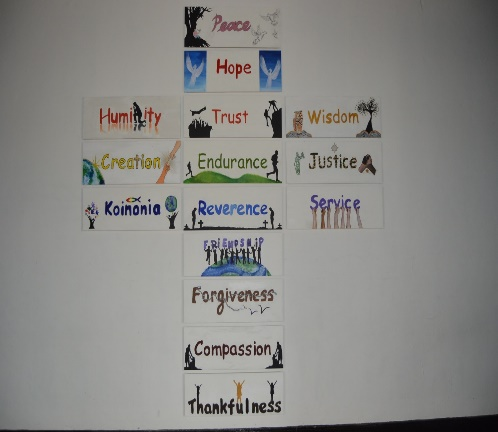 Peace
Hope
Humility Trust Wisdom
Creation Endurance Justice
Koinonia Reverence Service
FRIENDSHIP
Forgiveness
Compassion
Thankfulness